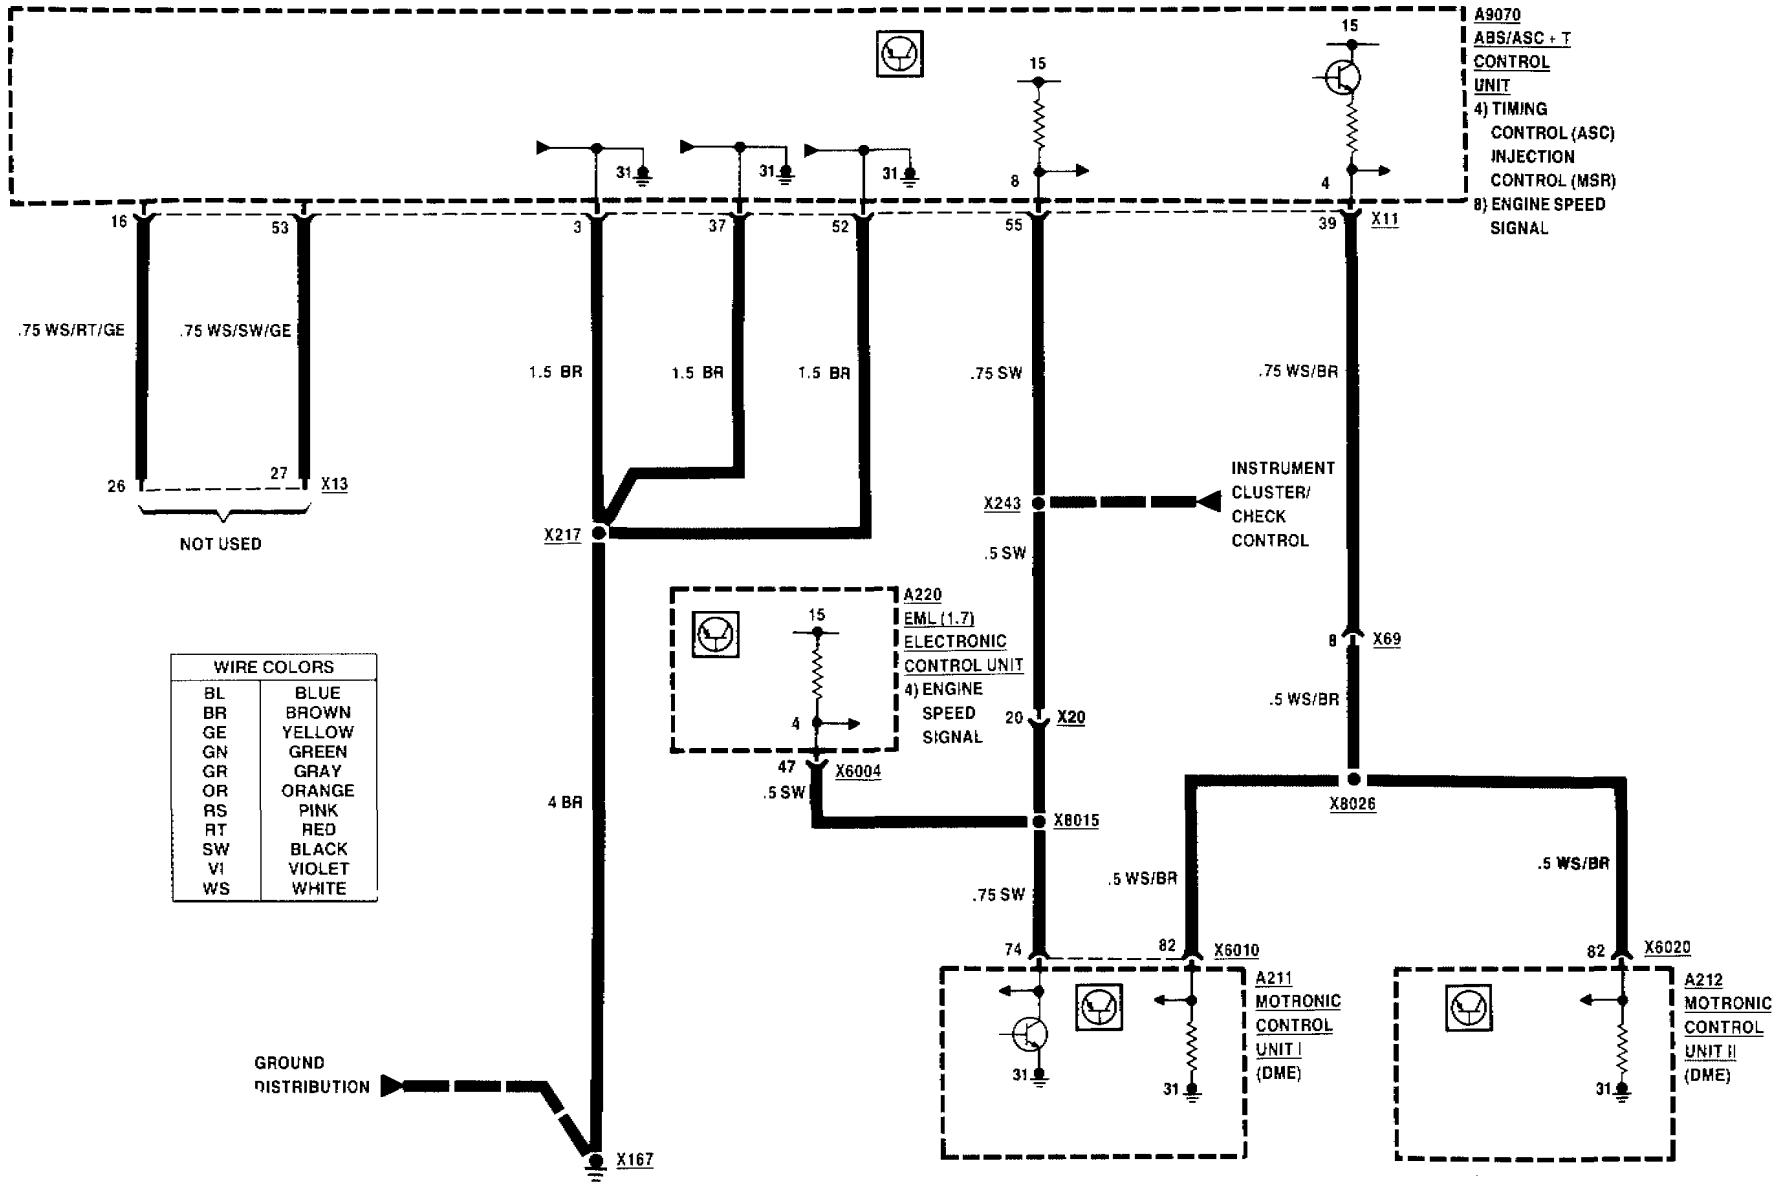 A9070
ABS/ASC + T
CONTROL
UNIT
4) TIMING
CONTROL (ASC)
INJECTION
CONTROL (MSR)
8) ENGINE SPEED
SIGNAL
15
15
31
31
31
8
4
16
53
3
37
52
55
39
X11
.75 WS/RT/GE
.75 WS/SW/GE
1.5 BR
1.5 BR
1.5 BR
.75 SW
.75 WS/BR
26
27
X13
NOT USED
X217
X243
INSTRUMENT
CLUSTER/
CHECK
CONTROL
.5 SW
A220
EML (1.7)
ELECTRONIC
CONTROL UNIT
4) ENGINE
SPEED
SIGNAL
15
4
47
X6004
.5 SW
20
X20
8
X69
.5 WS/BR
WIRE COLORS
BL BLUE
BR BROWN
GE YELLOW
GN GREEN
GR GRAY
OR ORANGE
RS PINK
RT RED
SW BLACK
VI VIOLET
WS WHITE
4 BR
X8015
X8026
.75 SW
.5 WS/BR
.5 WS/BR
74
82
X6010
82
X6020
A211
MOTRONIC
CONTROL
UNIT I
(DME)
31
31
A212
MOTRONIC
CONTROL
UNIT II
(DME)
31
GROUND
DISTRIBUTION
X167